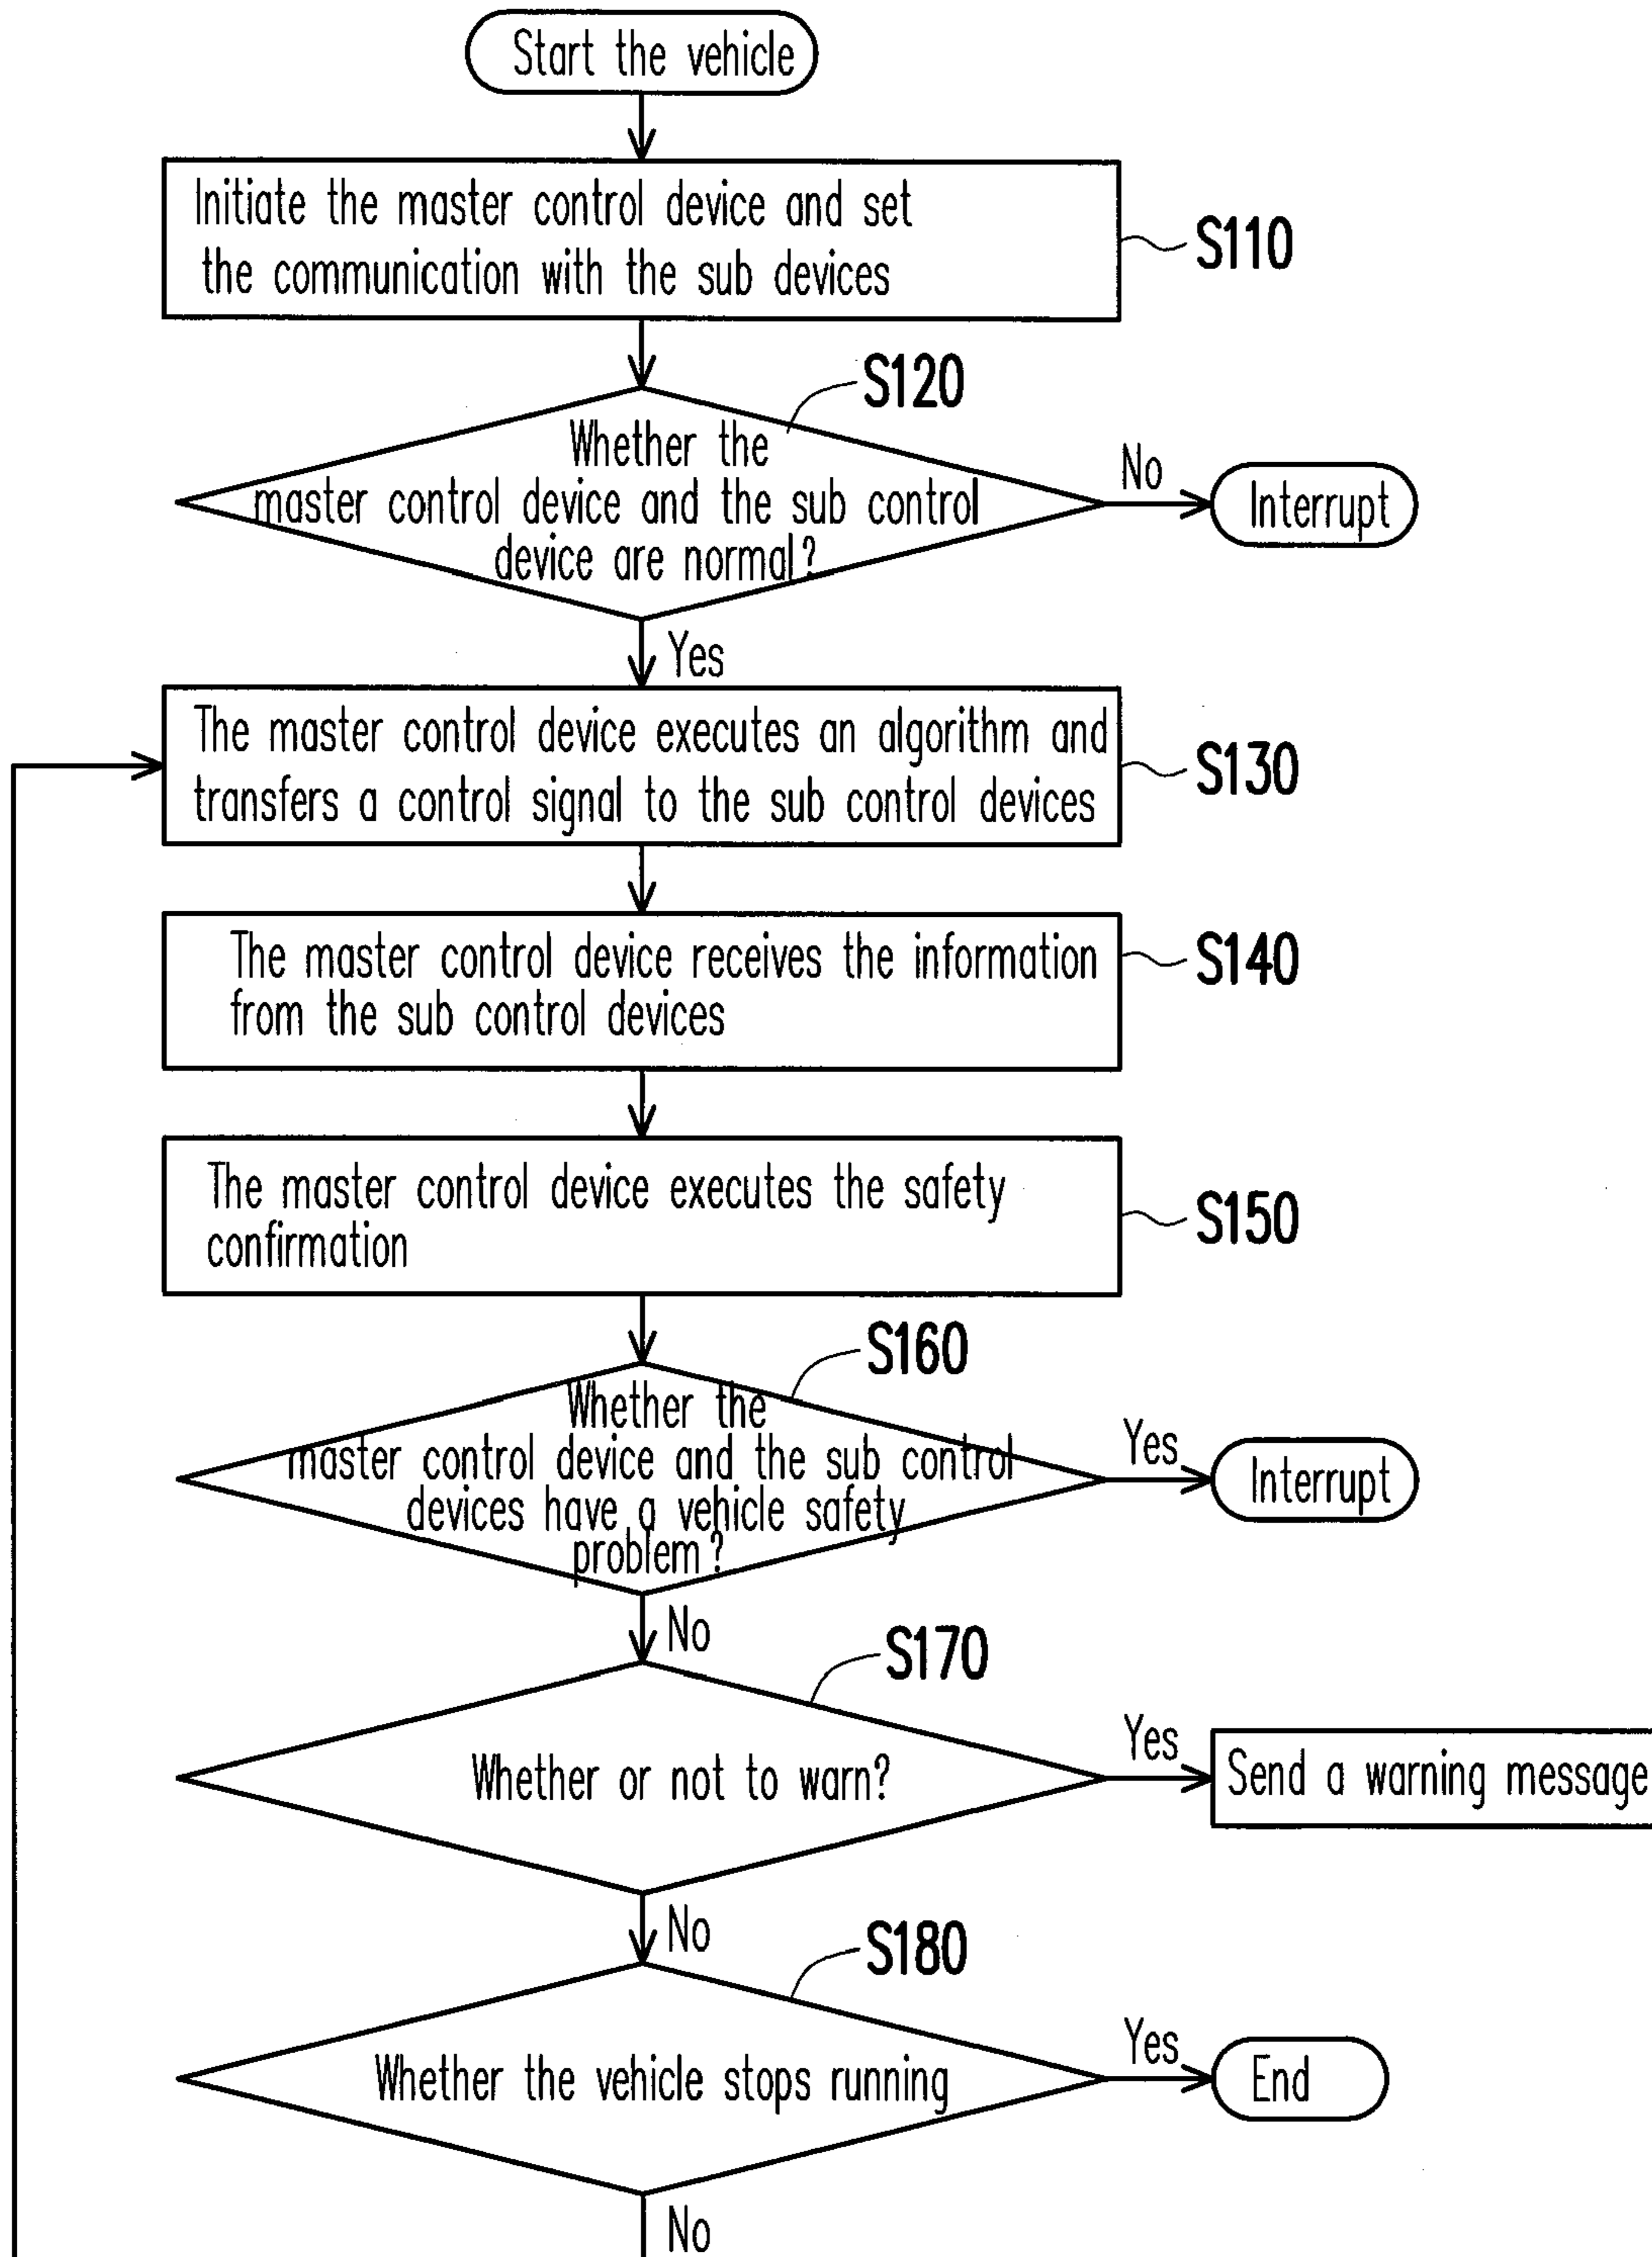 Start the vehicle
Initiate the master control device and set
the communication with the sub devices
S110
S120
Whether the
master control device and the sub control
device are normal?
No
Interrupt
Yes
The master control device executes an algorithm and
transfers a control signal to the sub control devices
S130
The master control device receives the information
from the sub control devices
S140
The master control device executes the safety
confirmation
S150
S160
Whether the
master control device and the sub control
devices have a vehicle safety
problem?
Yes
Interrupt
No
S170
Whether or not to warn?
Yes
Send a warning message
No
S180
Whether the vehicle stops running
Yes
End
No